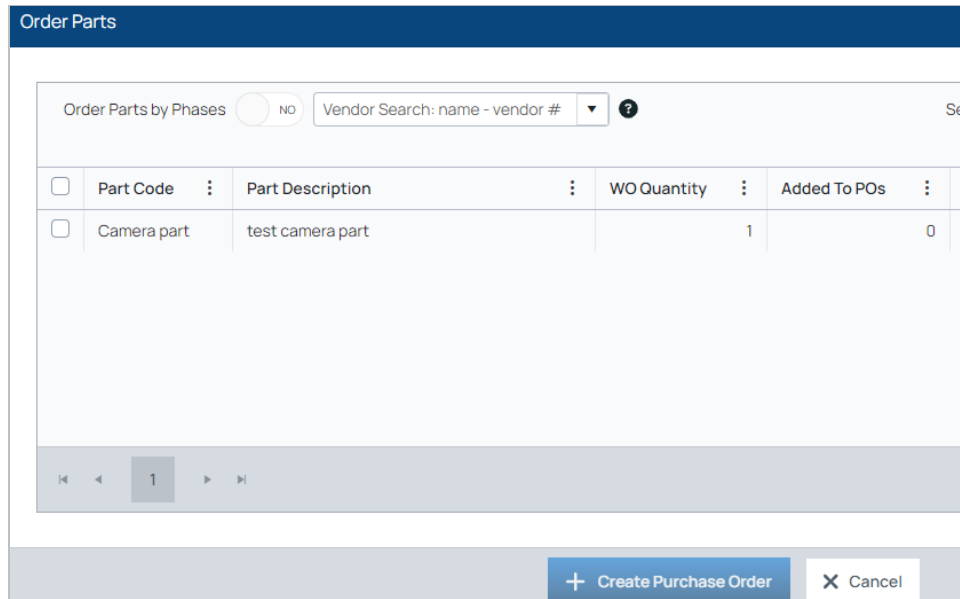 Order Parts
Order Parts by Phases NO Vendor Search: name - vendor # ? Se
Part Code Part Description WO Quantity Added To POs
Camera part test camera part 1 0
1
+ Create Purchase Order X Cancel